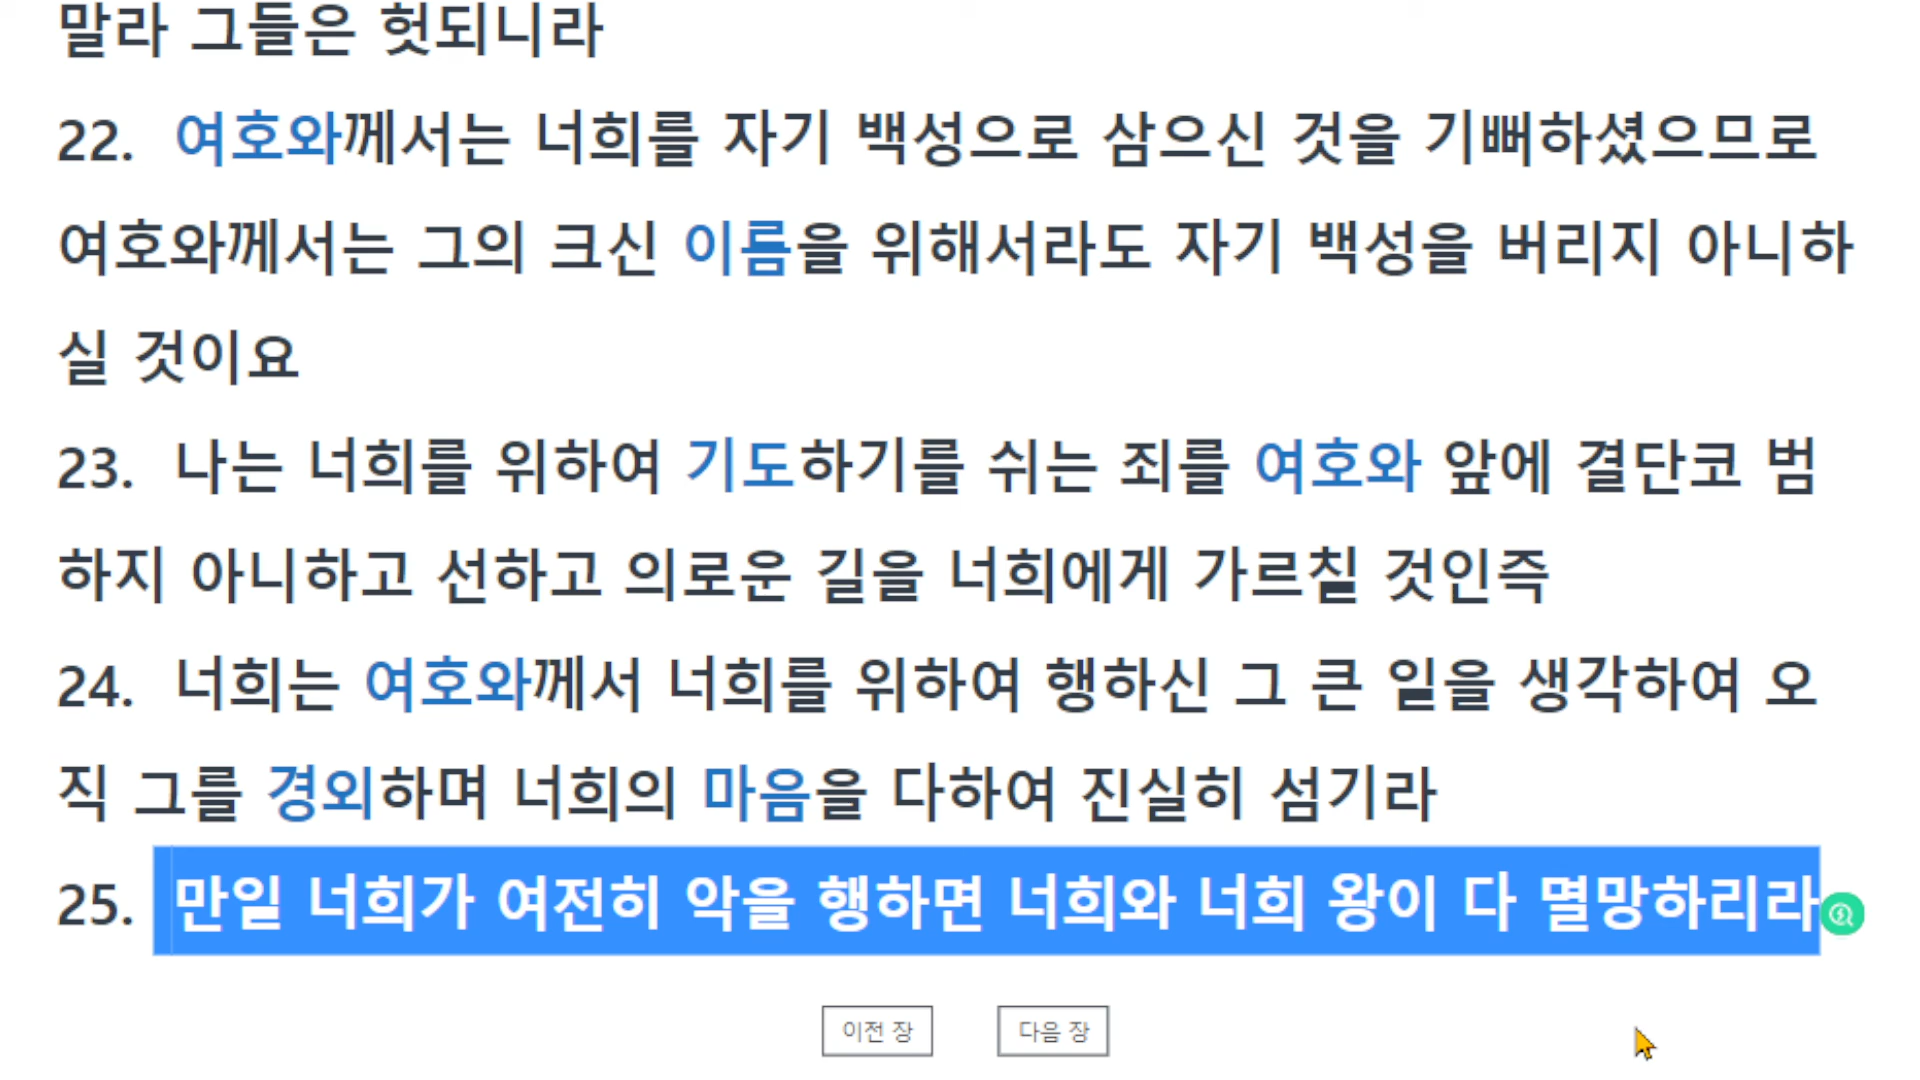 말라 그들은 헛되니라
22. 여호와께서는 너희를 자기 백성으로 삼으신 것을 기뻐하셨으므로
여호와께서는 그의 크신 이름을 위해서라도 자기 백성을 버리지 아니하
실 것이요
23. 나는 너희를 위하여 기도하기를 쉬는 죄를 여호와 앞에 결단코 범
하지 아니하고 선하고 의로운 길을 너희에게 가르칠 것인즉
24. 너희는 여호와께서 너희를 위하여 행하신 그 큰 일을 생각하여 오
직 그를 경외하며 너희의 마음을 다하여 진실히 섬기라
25. 만일 너희가 여전히 악을 행하면 너희와 너희 왕이 다 멸망하리라
이전 장 다음 장